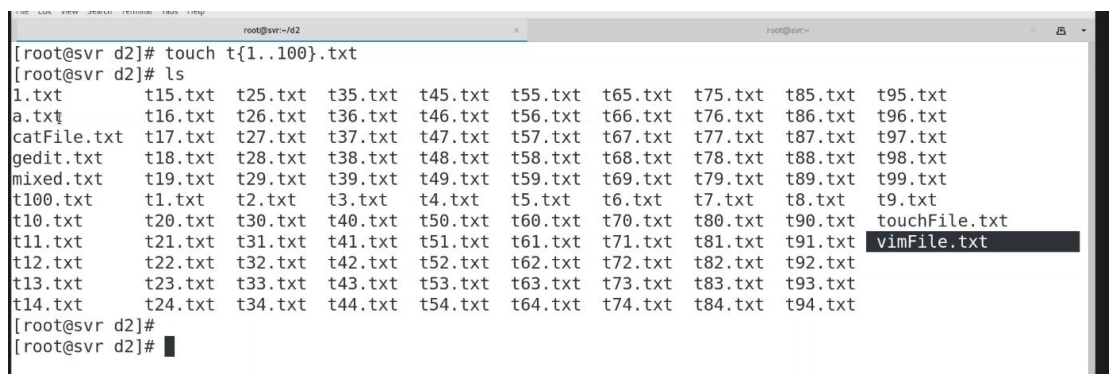 File Edit View Search Terminal Tabs Help
root@svr:~/d2 × root@svr:~ ×
[root@svr d2]# touch t{1..100}.txt
[root@svr d2]# ls
1.txt t15.txt t25.txt t35.txt t45.txt t55.txt t65.txt t75.txt t85.txt t95.txt
a.txt t16.txt t26.txt t36.txt t46.txt t56.txt t66.txt t76.txt t86.txt t96.txt
catFile.txt t17.txt t27.txt t37.txt t47.txt t57.txt t67.txt t77.txt t87.txt t97.txt
gedit.txt t18.txt t28.txt t38.txt t48.txt t58.txt t68.txt t78.txt t88.txt t98.txt
mixed.txt t19.txt t29.txt t39.txt t49.txt t59.txt t69.txt t79.txt t89.txt t99.txt
t100.txt t1.txt t2.txt t3.txt t4.txt t5.txt t6.txt t7.txt t8.txt t9.txt
t10.txt t20.txt t30.txt t40.txt t50.txt t60.txt t70.txt t80.txt t90.txt touchFile.txt
t11.txt t21.txt t31.txt t41.txt t51.txt t61.txt t71.txt t81.txt t91.txt vimFile.txt
t12.txt t22.txt t32.txt t42.txt t52.txt t62.txt t72.txt t82.txt t92.txt
t13.txt t23.txt t33.txt t43.txt t53.txt t63.txt t73.txt t83.txt t93.txt
t14.txt t24.txt t34.txt t44.txt t54.txt t64.txt t74.txt t84.txt t94.txt
[root@svr d2]#
[root@svr d2]#